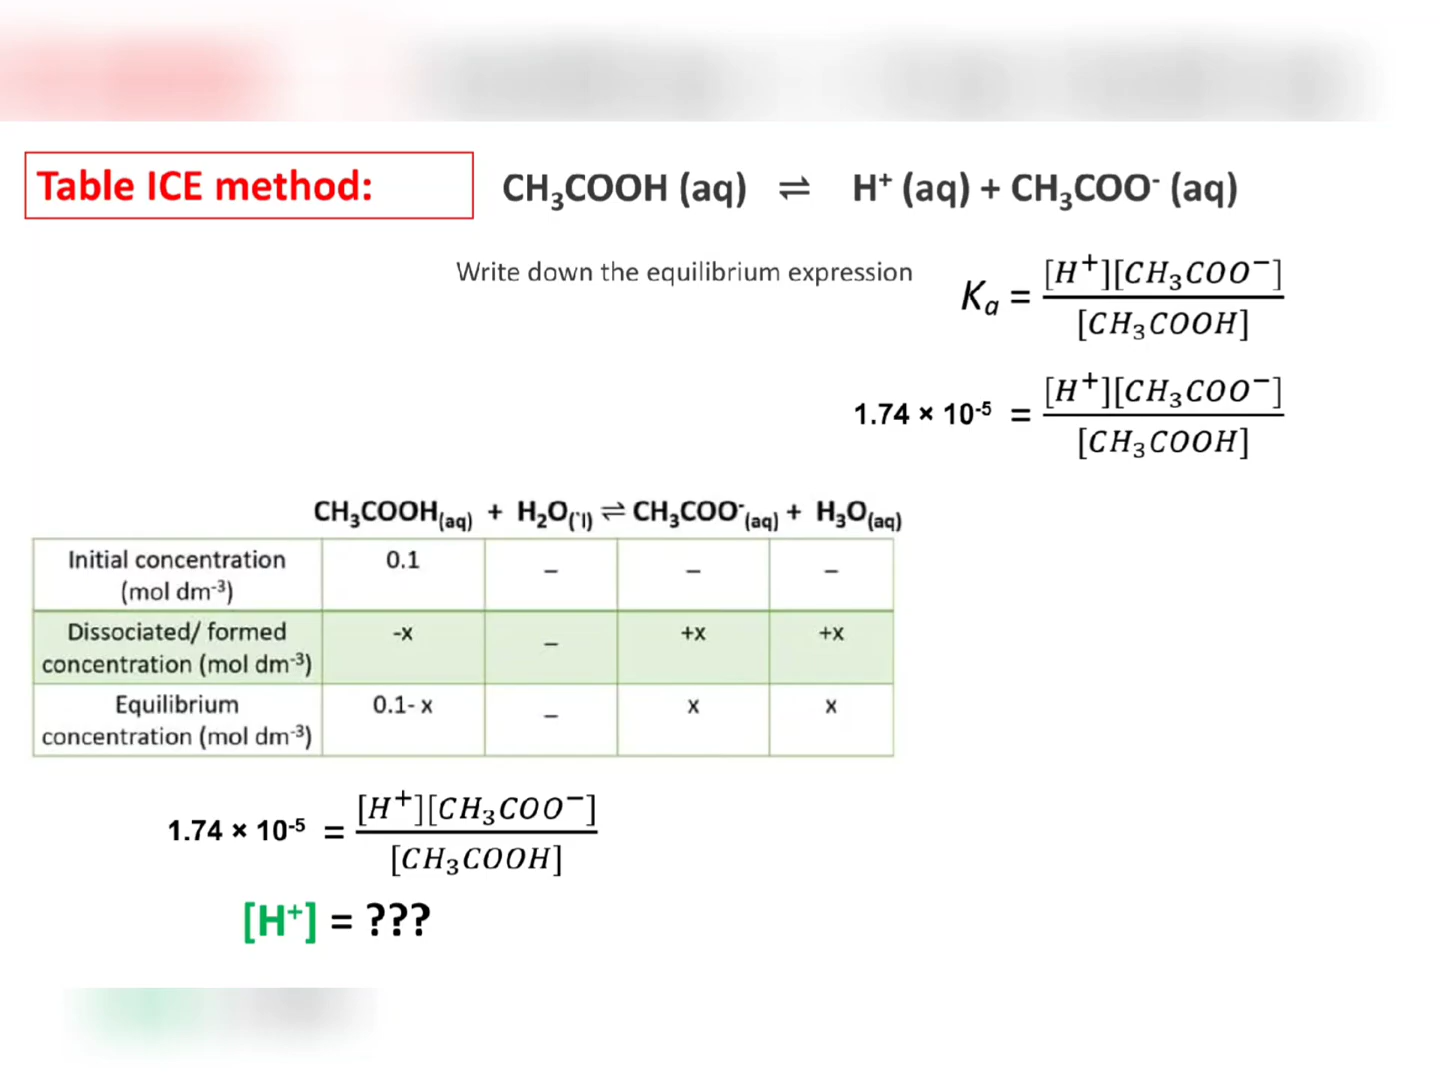 Table ICE method:
CH₃COOH (aq) ⇌ H⁺ (aq) + CH₃COO⁻ (aq)
Write down the equilibrium expression
Kₐ = [H⁺][CH₃COO⁻] / [CH₃COOH]
1.74 × 10⁻⁵ = [H⁺][CH₃COO⁻] / [CH₃COOH]
CH₃COOH(aq) + H₂O(l) ⇌ CH₃COO⁻(aq) + H₃O(aq)
Initial concentration (mol dm⁻³) 0.1 – – –
Dissociated/ formed concentration (mol dm⁻³) -x – +x +x
Equilibrium concentration (mol dm⁻³) 0.1- x – x x
1.74 × 10⁻⁵ = [H⁺][CH₃COO⁻] / [CH₃COOH]
[H⁺] = ???